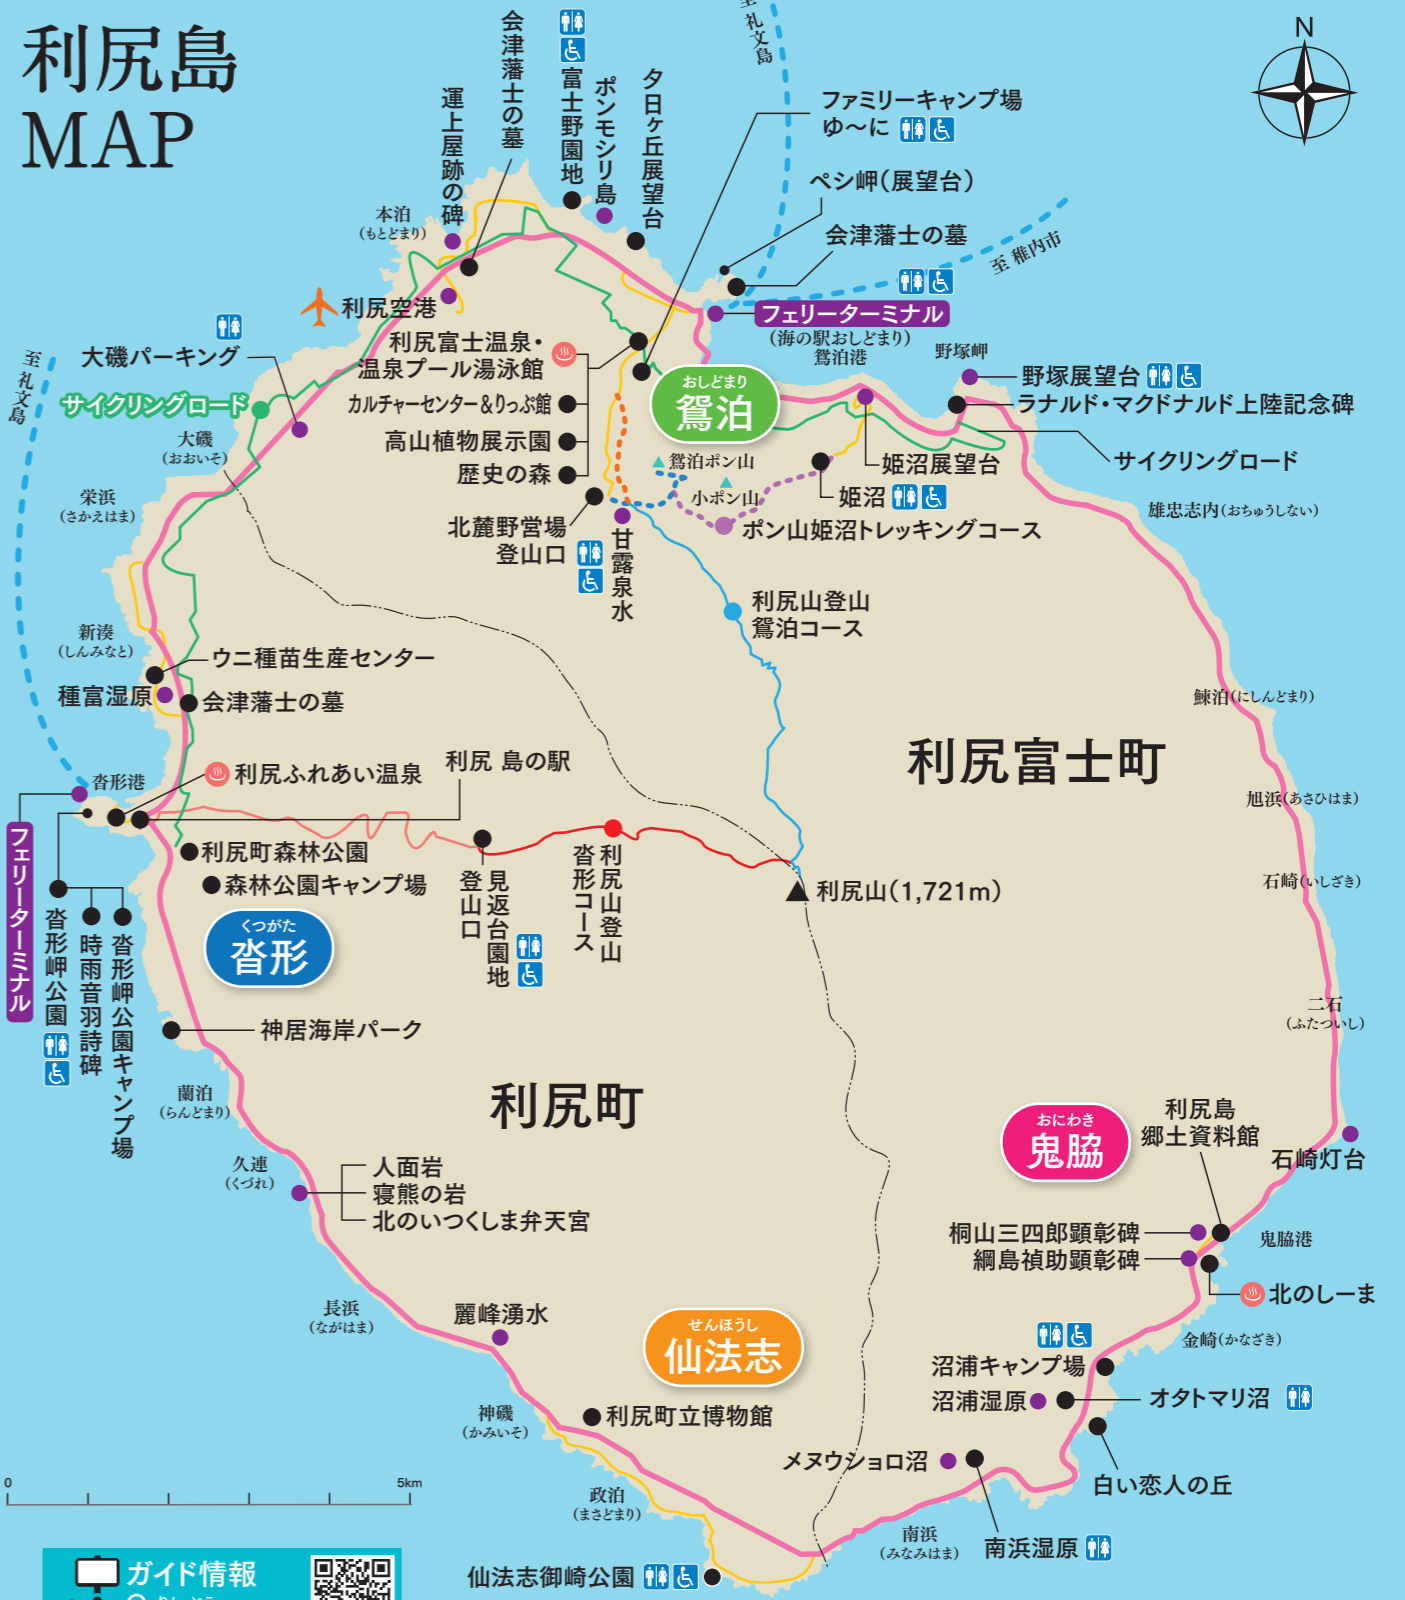 利尻島
MAP
N
至 礼文島
至 稚内市
至 礼文島
会津藩士の墓
運上屋跡の碑
富士野園地
ポンモシリ島
夕日ヶ丘展望台
ファミリーキャンプ場
ゆ〜に
ペシ岬（展望台）
会津藩士の墓
フェリーターミナル
（海の駅おしどまり）
鴛泊港
本泊
（もとどまり）
利尻空港
大磯パーキング
サイクリングロード
大磯
（おおいそ）
利尻富士温泉・
温泉プール湯泳館
カルチャーセンター＆りっぷ館
高山植物展示園
歴史の森
おしどまり
鴛泊
野塚岬
野塚展望台
ラナルド・マクドナルド上陸記念碑
サイクリングロード
姫沼展望台
姫沼
鴛泊ポン山
小ポン山
ポン山姫沼トレッキングコース
北麓野営場
登山口
甘露泉水
雄忠志内（おちゅうしない）
栄浜
（さかえはま）
利尻山登山
鴛泊コース
新湊
（しんみなと）
ウニ種苗生産センター
種富湿原
会津藩士の墓
利尻富士町
鰊泊（にしんどまり）
旭浜（あさひはま）
石崎（いしざき）
二石
（ふたついし）
沓形港
利尻ふれあい温泉
利尻 島の駅
フェリーターミナル
利尻町森林公園
森林公園キャンプ場
見返台園地
登山口
利尻山登山
沓形コース
利尻山（1,721m）
くつがた
沓形
沓形岬公園
時雨音羽詩碑
沓形岬公園キャンプ場
神居海岸パーク
利尻町
蘭泊
（らんどまり）
久連
（くづれ）
人面岩
寝熊の岩
北のいつくしま弁天宮
おにわき
鬼脇
利尻島
郷土資料館
石崎灯台
桐山三四郎顕彰碑
綱島禎助顕彰碑
鬼脇港
北のしーま
金崎（かなざき）
長浜
（ながはま）
麗峰湧水
せんほうし
仙法志
沼浦キャンプ場
沼浦湿原
オタトマリ沼
白い恋人の丘
神磯
（かみいそ）
利尻町立博物館
メヌウショロ沼
南浜湿原
南浜
（みなみはま）
政泊
（まさどまり）
仙法志御崎公園
0
5km
ガイド情報